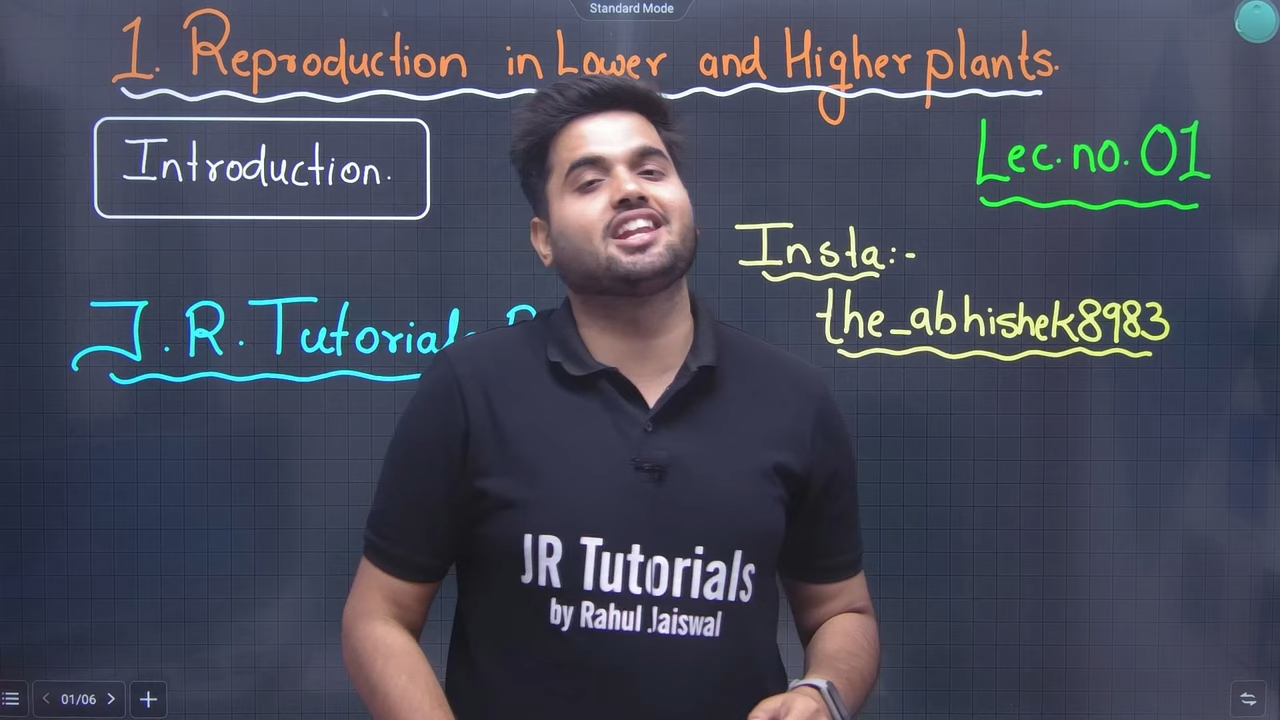 Standard Mode
1. Reproduction in Lower and Higher plants.
Introduction.
Lec. no. 01
Insta:-
the_abhishek8983
J.R. Tutorials
JR Tutorials
by Rahul Jaiswal
01/06